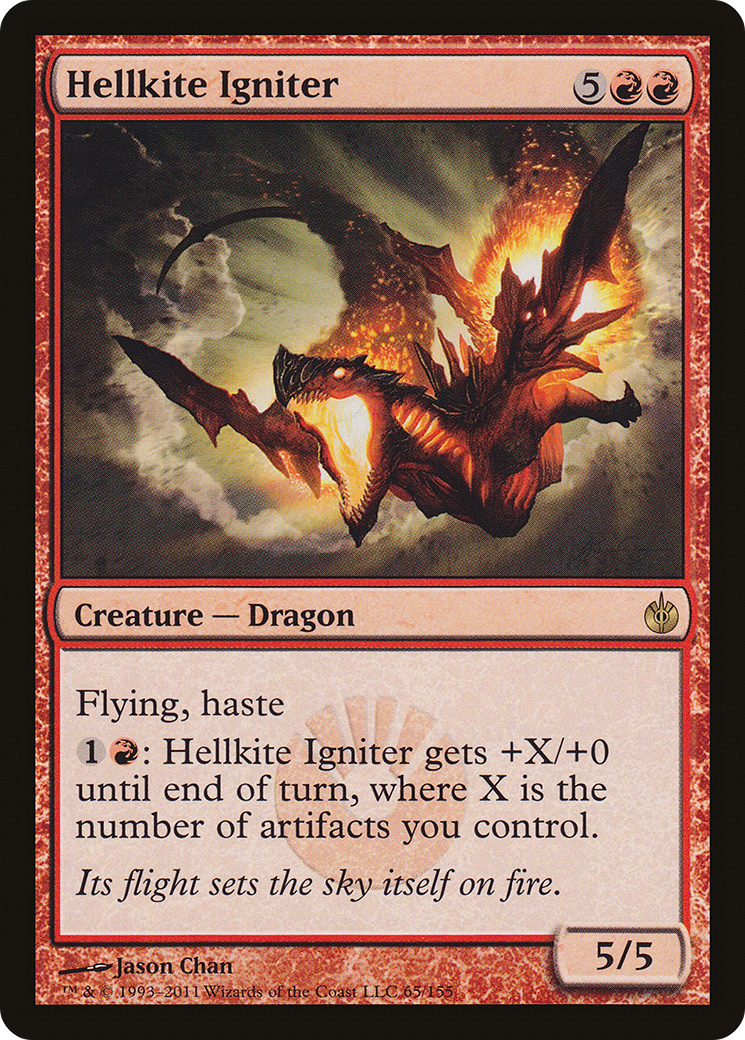 Hellkite Igniter 5
Creature — Dragon
Flying, haste
1 : Hellkite Igniter gets +X/+0
until end of turn, where X is the
number of artifacts you control.
Its flight sets the sky itself on fire.
5/5
Jason Chan
™ & © 1993–2011 Wizards of the Coast LLC 65/155